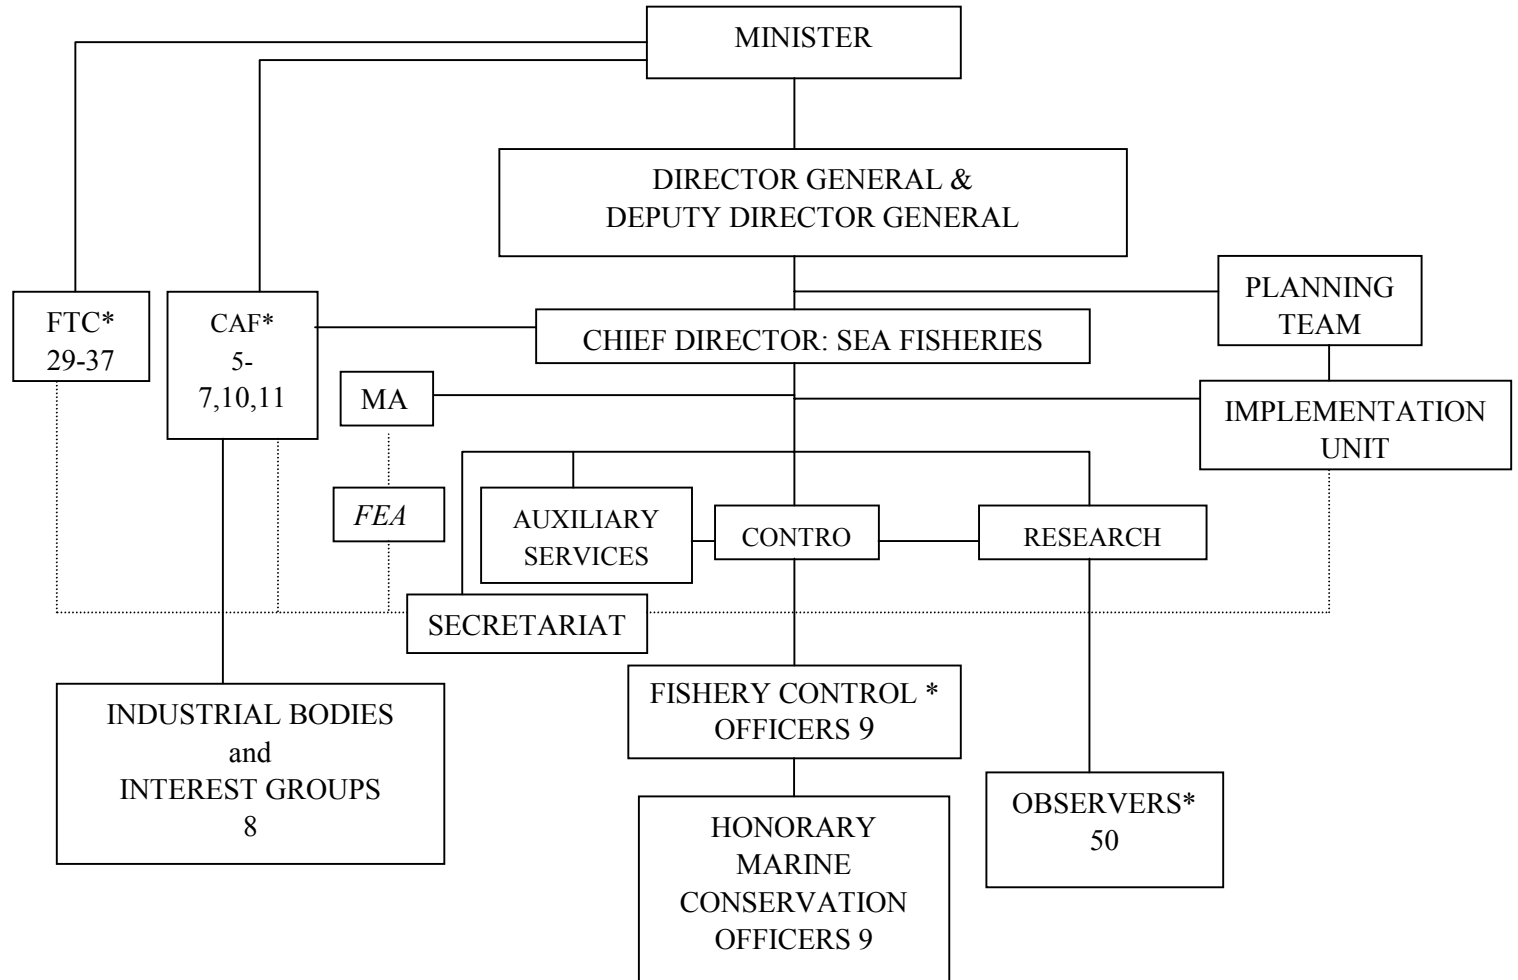 MINISTER
DIRECTOR GENERAL &
DEPUTY DIRECTOR GENERAL
PLANNING
TEAM
FTC*
29-37
CAF*
5-
7,10,11
CHIEF DIRECTOR: SEA FISHERIES
MA
IMPLEMENTATION
UNIT
FEA
AUXILIARY
SERVICES
CONTRO
RESEARCH
SECRETARIAT
INDUSTRIAL BODIES
and
INTEREST GROUPS
8
FISHERY CONTROL *
OFFICERS 9
OBSERVERS*
50
HONORARY
MARINE
CONSERVATION
OFFICERS 9